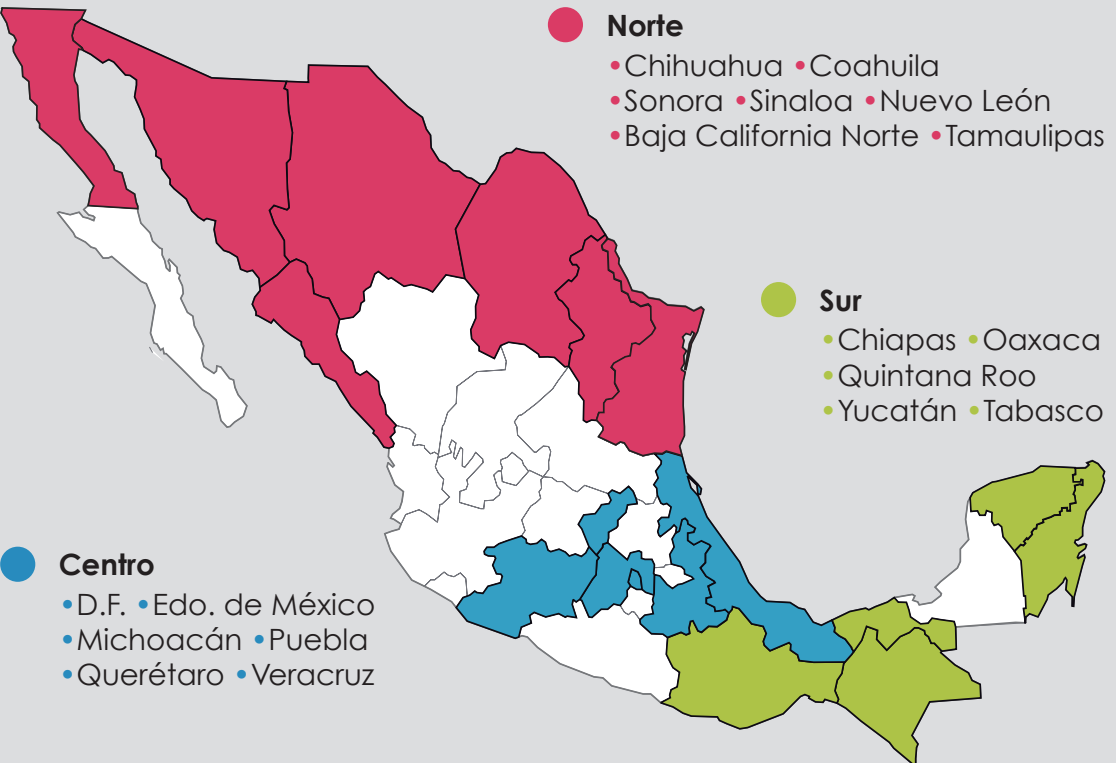 Norte
•Chihuahua •Coahuila
•Sonora •Sinaloa •Nuevo León
•Baja California Norte •Tamaulipas
Sur
•Chiapas •Oaxaca
•Quintana Roo
•Yucatán •Tabasco
Centro
•D.F. •Edo. de México
•Michoacán •Puebla
•Querétaro •Veracruz